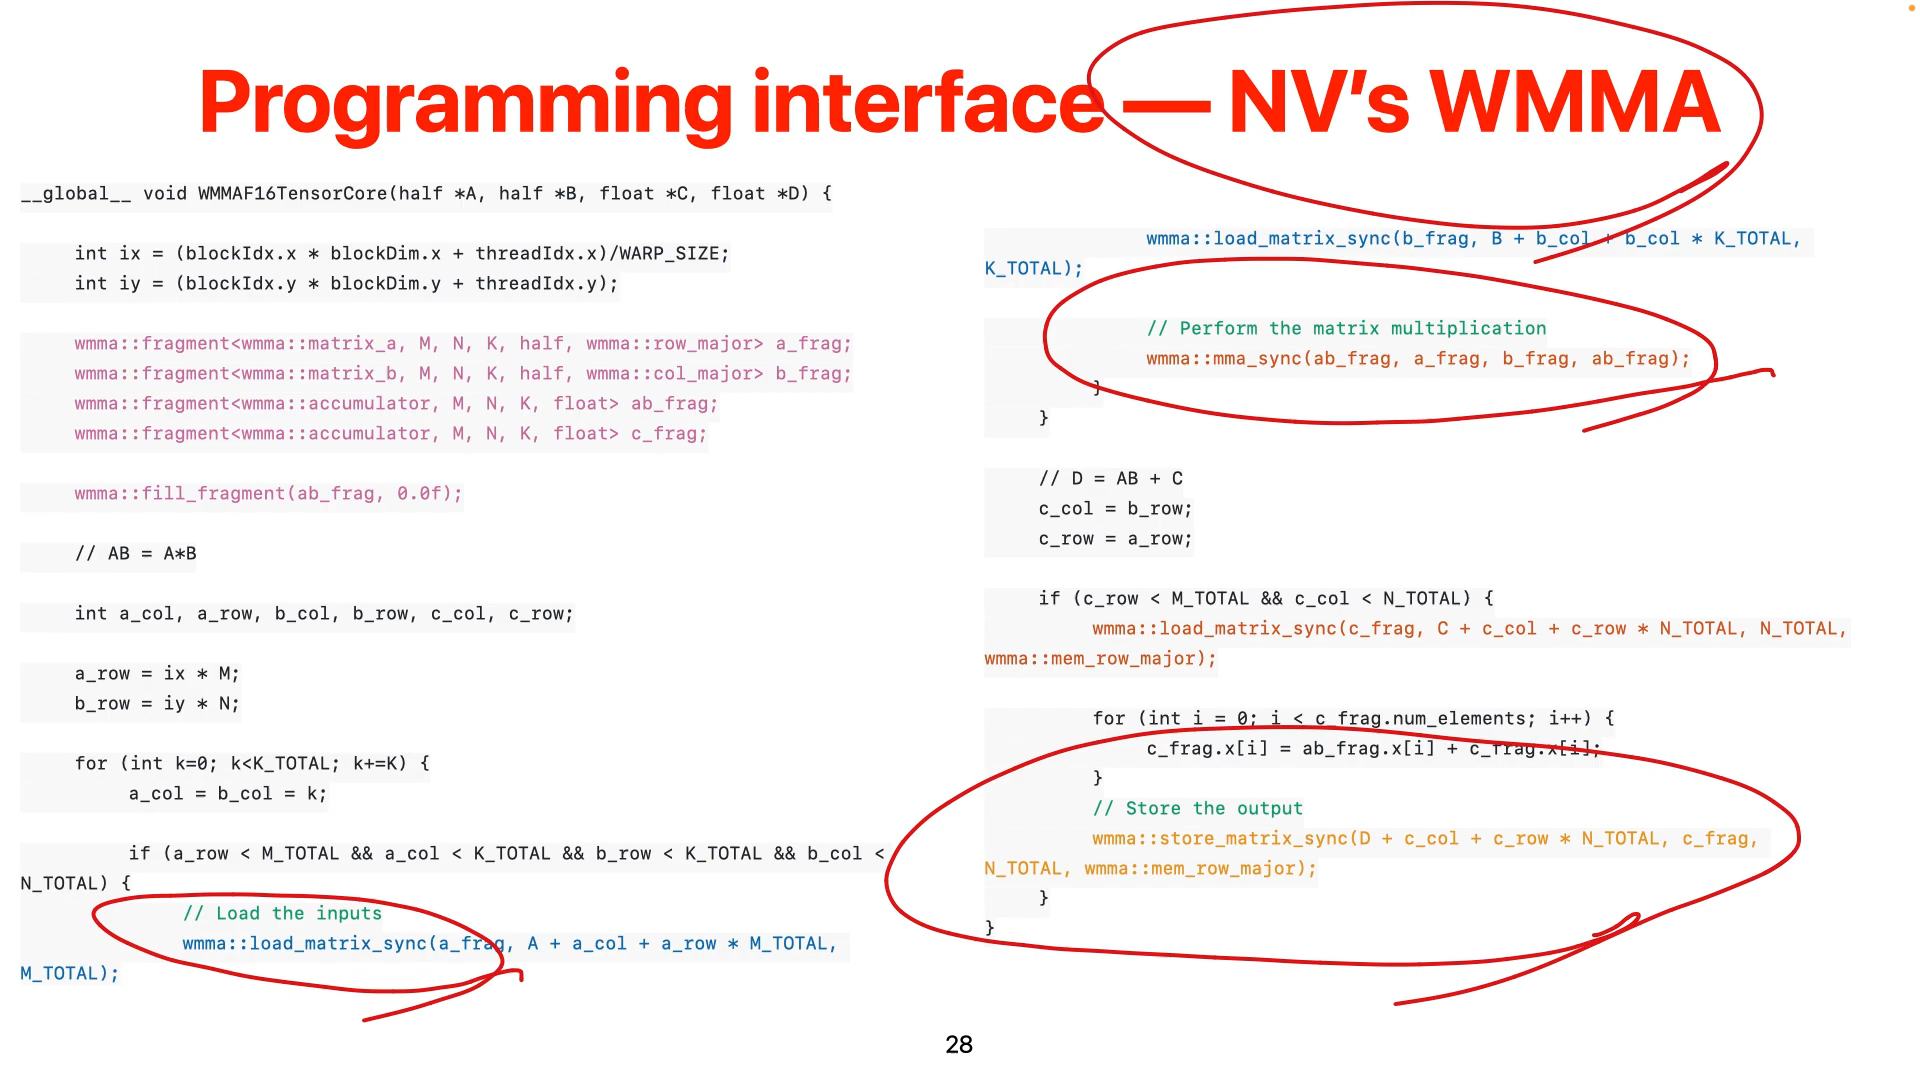 Programming interface — NV's WMMA
__global__ void WMMAF16TensorCore(half *A, half *B, float *C, float *D) {
int ix = (blockIdx.x * blockDim.x + threadIdx.x)/WARP_SIZE;
int iy = (blockIdx.y * blockDim.y + threadIdx.y);
wmma::fragment<wmma::matrix_a, M, N, K, half, wmma::row_major> a_frag;
wmma::fragment<wmma::matrix_b, M, N, K, half, wmma::col_major> b_frag;
wmma::fragment<wmma::accumulator, M, N, K, float> ab_frag;
wmma::fragment<wmma::accumulator, M, N, K, float> c_frag;
wmma::fill_fragment(ab_frag, 0.0f);
// AB = A*B
int a_col, a_row, b_col, b_row, c_col, c_row;
a_row = ix * M;
b_row = iy * N;
for (int k=0; k<K_TOTAL; k+=K) {
a_col = b_col = k;
if (a_row < M_TOTAL && a_col < K_TOTAL && b_row < K_TOTAL && b_col <
N_TOTAL) {
// Load the inputs
wmma::load_matrix_sync(a_frag, A + a_col + a_row * M_TOTAL,
M_TOTAL);
wmma::load_matrix_sync(b_frag, B + b_col + b_col * K_TOTAL,
K_TOTAL);
// Perform the matrix multiplication
wmma::mma_sync(ab_frag, a_frag, b_frag, ab_frag);
}
}
// D = AB + C
c_col = b_row;
c_row = a_row;
if (c_row < M_TOTAL && c_col < N_TOTAL) {
wmma::load_matrix_sync(c_frag, C + c_col + c_row * N_TOTAL, N_TOTAL,
wmma::mem_row_major);
for (int i = 0; i < c_frag.num_elements; i++) {
c_frag.x[i] = ab_frag.x[i] + c_frag.x[i];
}
// Store the output
wmma::store_matrix_sync(D + c_col + c_row * N_TOTAL, c_frag,
N_TOTAL, wmma::mem_row_major);
}
}
28